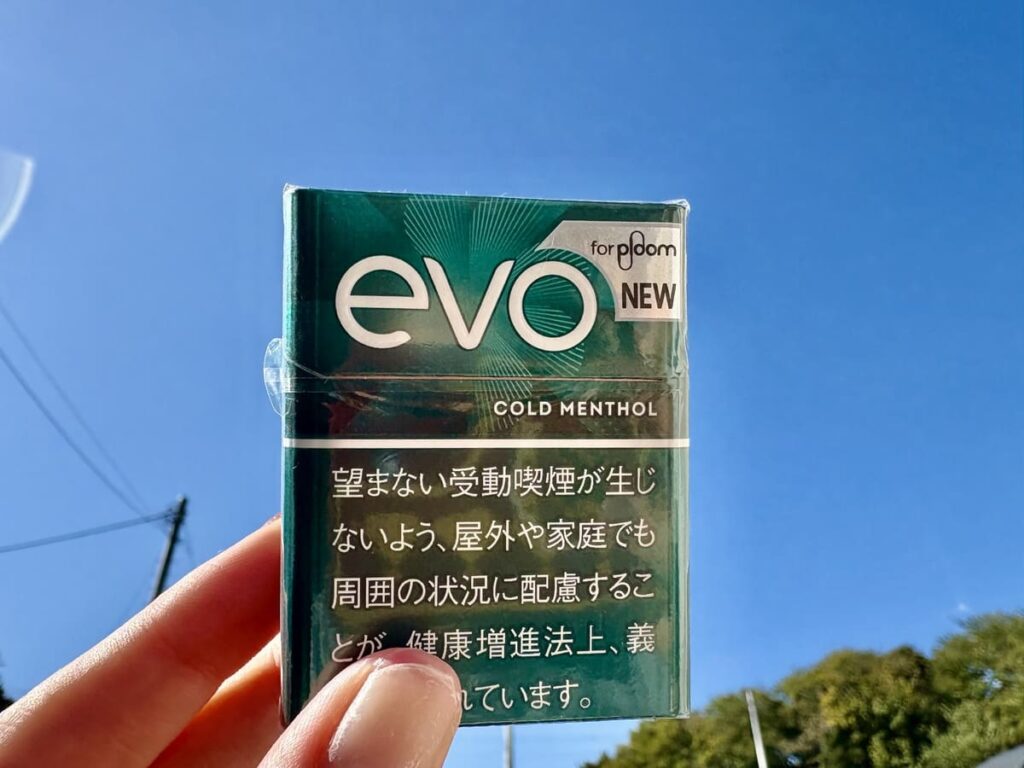 for ploom
evo
NEW
COLD MENTHOL
望まない受動喫煙が生じ
ないよう、屋外や家庭でも
周囲の状況に配慮するこ
とが、健康増進法上、義
れています。